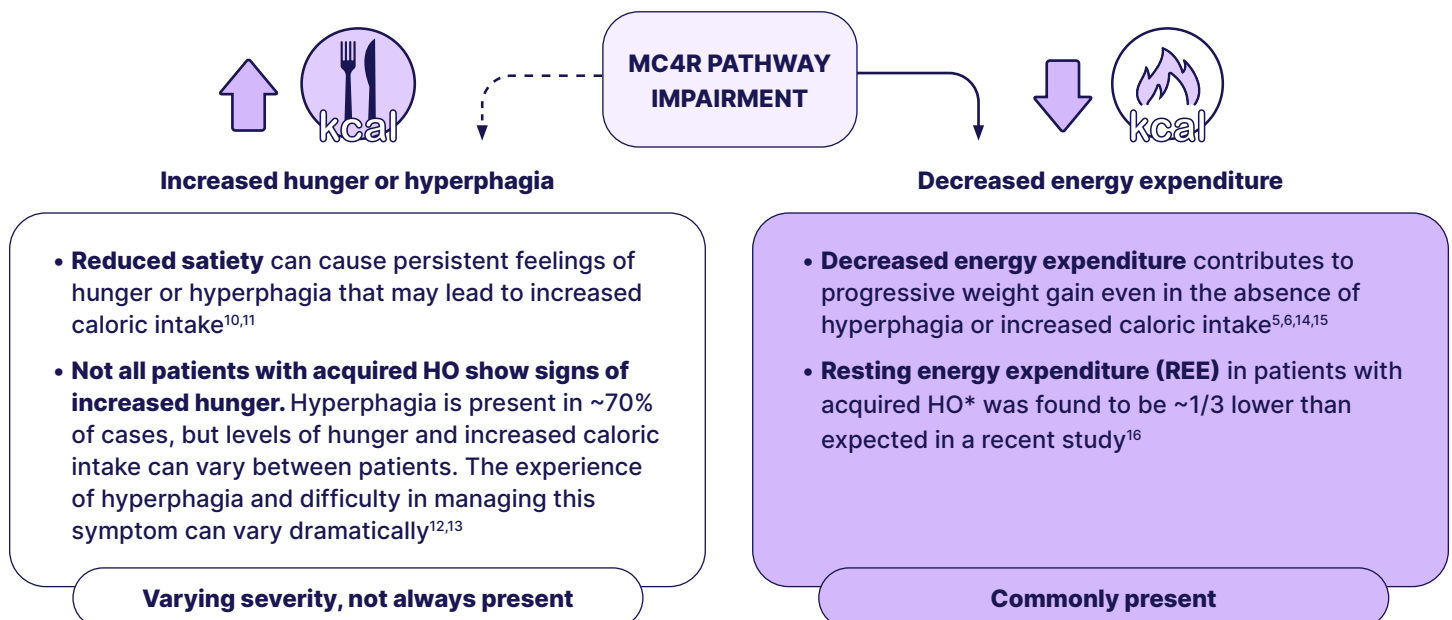 MC4R PATHWAY
IMPAIRMENT
kcal
kcal
Increased hunger or hyperphagia
• Reduced satiety can cause persistent feelings of
hunger or hyperphagia that may lead to increased
caloric intake¹⁰,¹¹
• Not all patients with acquired HO show signs of
increased hunger. Hyperphagia is present in ~70%
of cases, but levels of hunger and increased caloric
intake can vary between patients. The experience
of hyperphagia and difficulty in managing this
symptom can vary dramatically¹²,¹³
Varying severity, not always present
Decreased energy expenditure
• Decreased energy expenditure contributes to
progressive weight gain even in the absence of
hyperphagia or increased caloric intake⁵,⁶,¹⁴,¹⁵
• Resting energy expenditure (REE) in patients with
acquired HO* was found to be ~1/3 lower than
expected in a recent study¹⁶
Commonly present